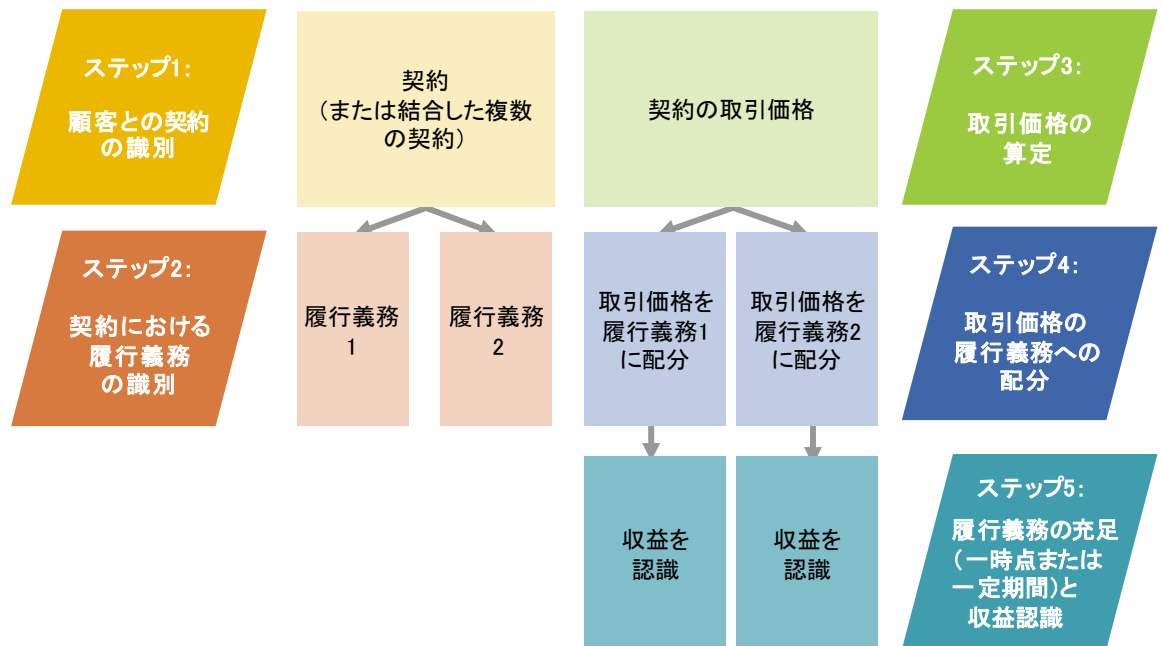 ステップ1:
顧客との契約
の識別
契約
（または結合した複数
の契約）
契約の取引価格
ステップ3:
取引価格の
算定
ステップ2:
契約における
履行義務
の識別
履行義務
1
履行義務
2
取引価格を
履行義務1
に配分
取引価格を
履行義務2
に配分
ステップ4:
取引価格の
履行義務への
配分
収益を
認識
収益を
認識
ステップ5:
履行義務の充足
（一時点または
一定期間）と
収益認識